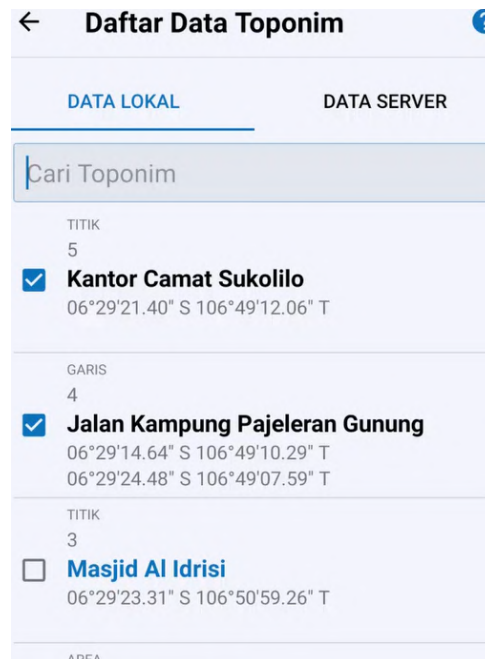 ← Daftar Data Toponim ?
DATA LOKAL DATA SERVER
Cari Toponim
TITIK
5
Kantor Camat Sukolilo
06°29'21.40" S 106°49'12.06" T
GARIS
4
Jalan Kampung Pajeleran Gunung
06°29'14.64" S 106°49'10.29" T
06°29'24.48" S 106°49'07.59" T
TITIK
3
Masjid Al Idrisi
06°29'23.31" S 106°50'59.26" T
AREA